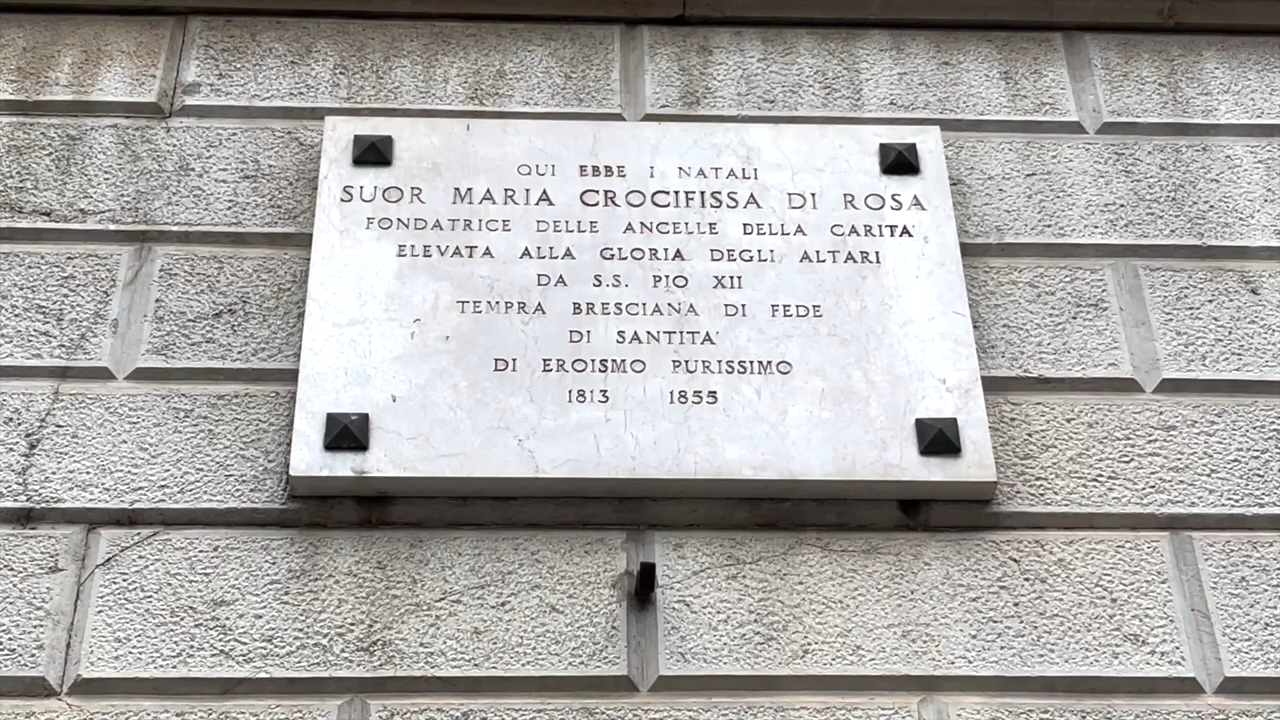 QUI EBBE I NATALI
SUOR MARIA CROCIFISSA DI ROSA
FONDATRICE DELLE ANCELLE DELLA CARITA'
ELEVATA ALLA GLORIA DEGLI ALTARI
DA S.S. PIO XII
TEMPRA BRESCIANA DI FEDE
DI SANTITA'
DI EROISMO PURISSIMO
1813 1855